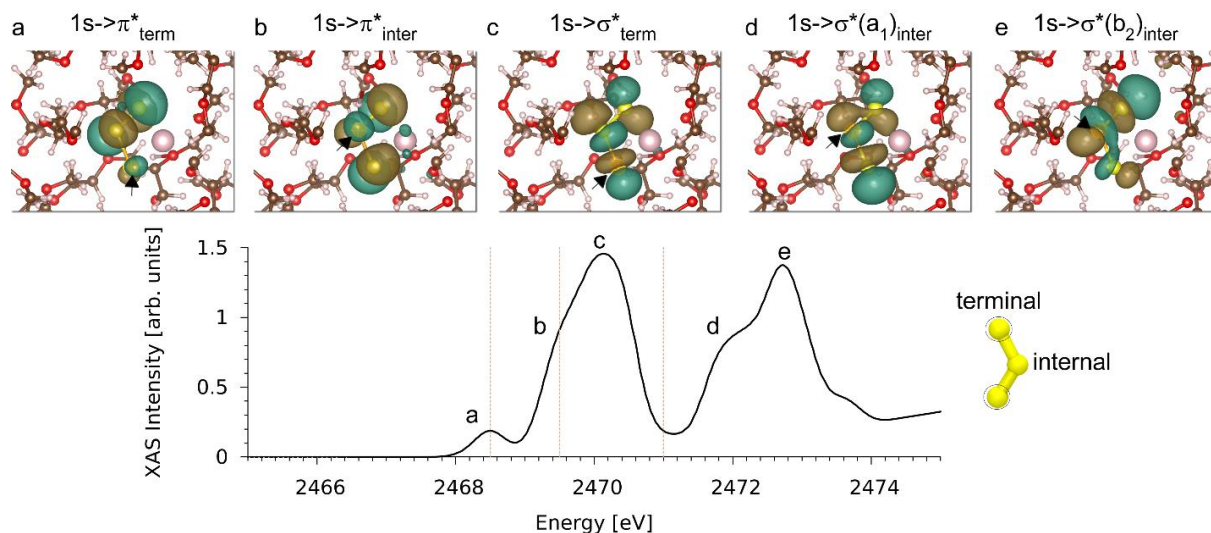 a 1s->π*term
b 1s->π*inter
c 1s->σ*term
d 1s->σ*(a1)inter
e 1s->σ*(b2)inter
XAS Intensity [arb. units]
1.5
1
0.5
0
a
b
c
d
e
2466 2468 2470 2472 2474
Energy [eV]
terminal
internal